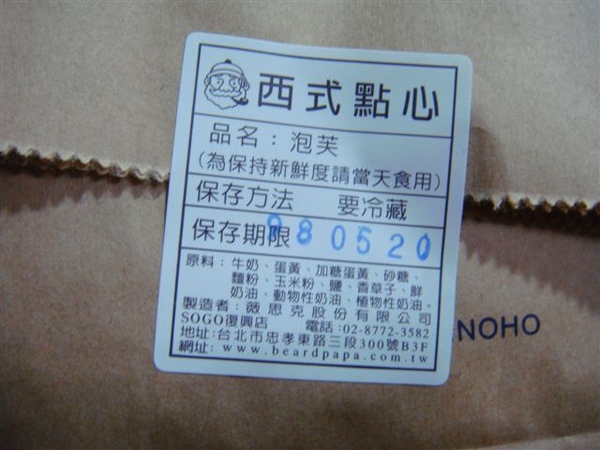 西式點心
品名：泡芙
(為保持新鮮度請當天食用)
保存方法 要冷藏
保存期限 980520
原料：牛奶、蛋黃、加糖蛋黃、砂糖、
麵粉、玉米粉、鹽、香草子、鮮
奶油、動物性奶油、植物性奶油。
製造者：薇思克股份有限公司
SOGO復興店 電話：02-8772-3582
地址：台北市忠孝東路三段300號B3F
網址：www.beardpapa.com.tw
NOHO